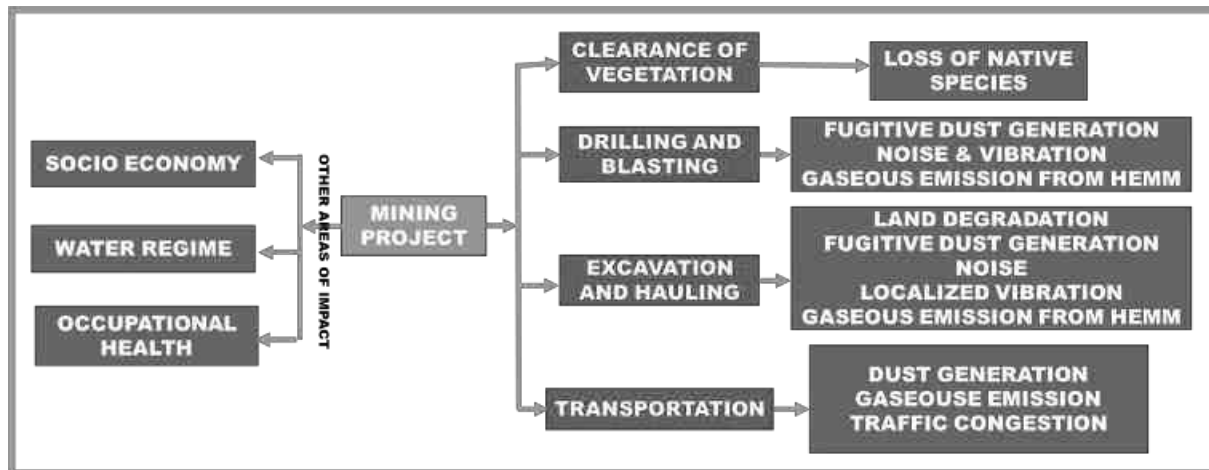 CLEARANCE OF
VEGETATION
LOSS OF NATIVE
SPECIES
SOCIO ECONOMY
WATER REGIME
OCCUPATIONAL
HEALTH
OTHER AREAS OF IMPACT
MINING
PROJECT
DRILLING AND
BLASTING
FUGITIVE DUST GENERATION
NOISE & VIBRATION
GASEOUS EMISSION FROM HEMM
EXCAVATION
AND HAULING
LAND DEGRADATION
FUGITIVE DUST GENERATION
NOISE
LOCALIZED VIBRATION
GASEOUS EMISSION FROM HEMM
TRANSPORTATION
DUST GENERATION
GASEOUSE EMISSION
TRAFFIC CONGESTION